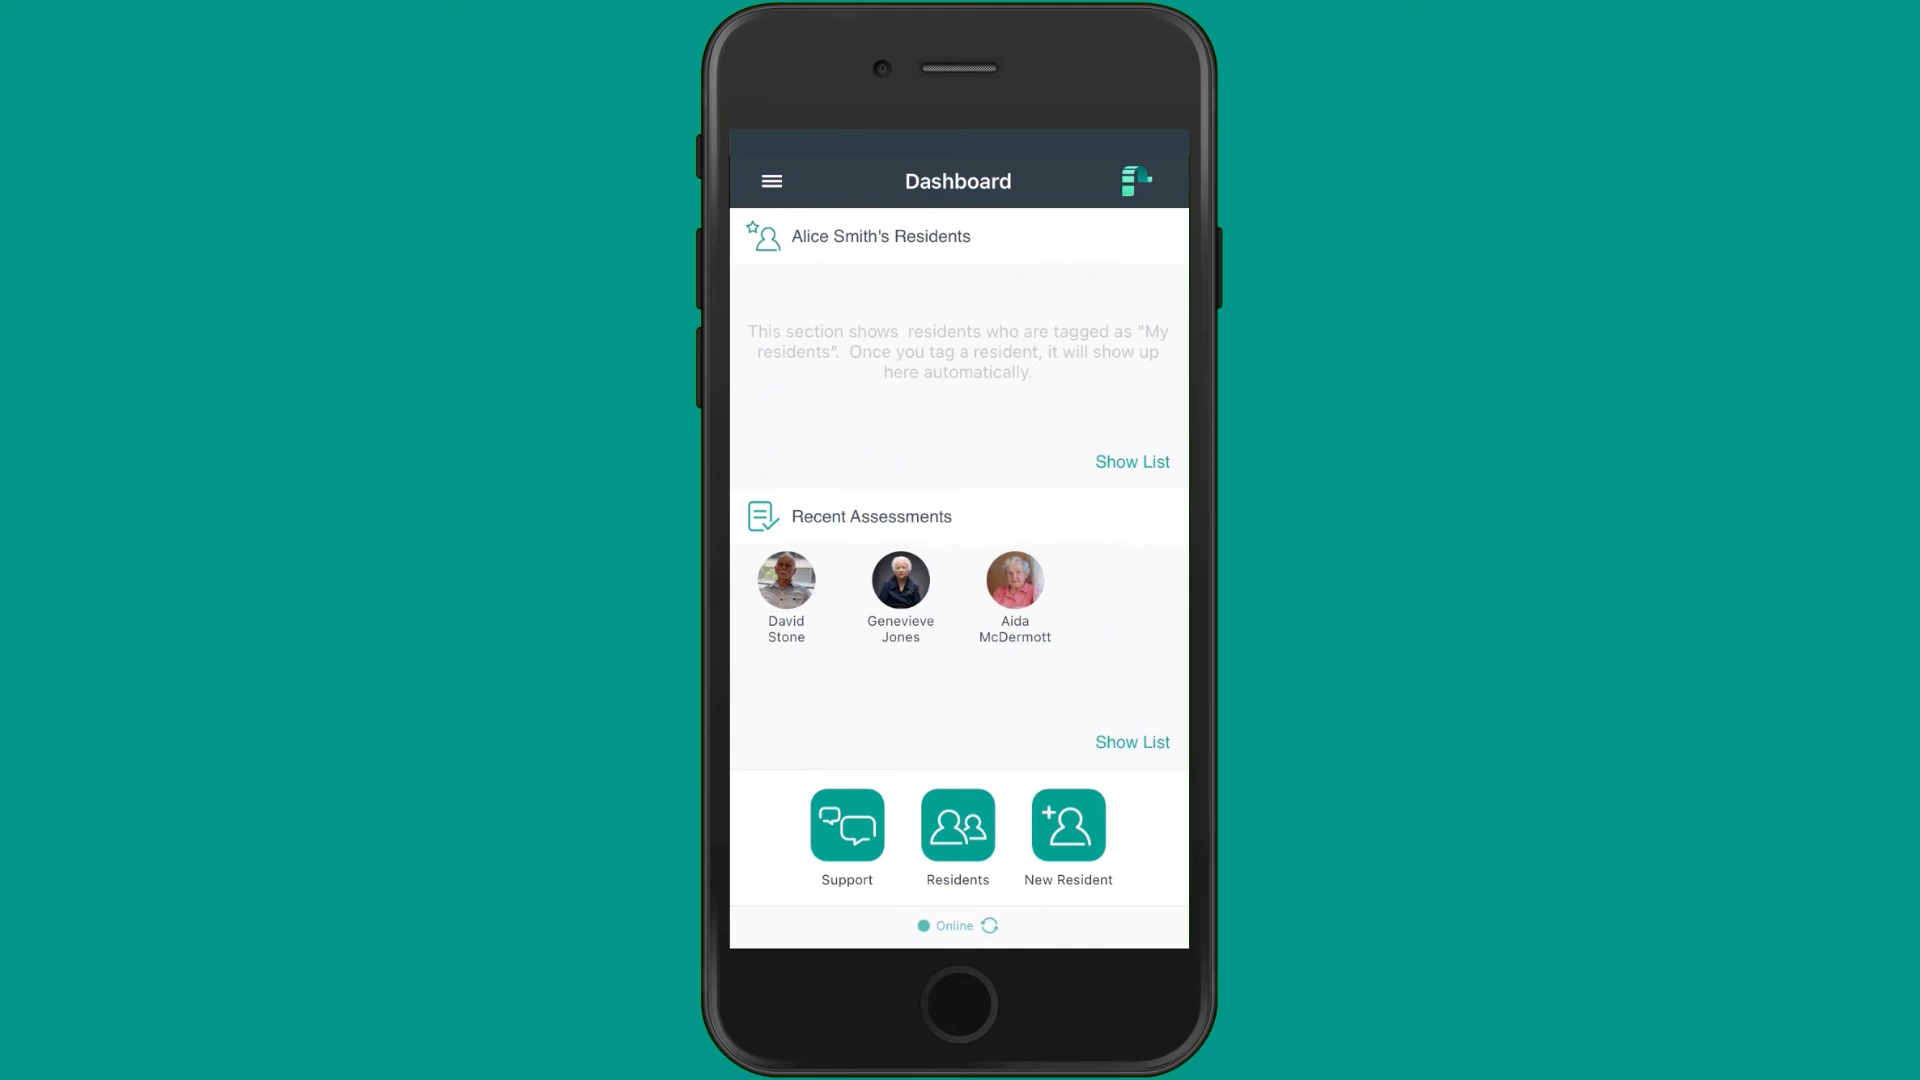 Dashboard
Alice Smith's Residents
This section shows  residents who are tagged as "My
residents".  Once you tag a resident, it will show up
here automatically.
Show List
Recent Assessments
David
Stone
Genevieve
Jones
Aida
McDermott
Show List
Support
Residents
New Resident
Online